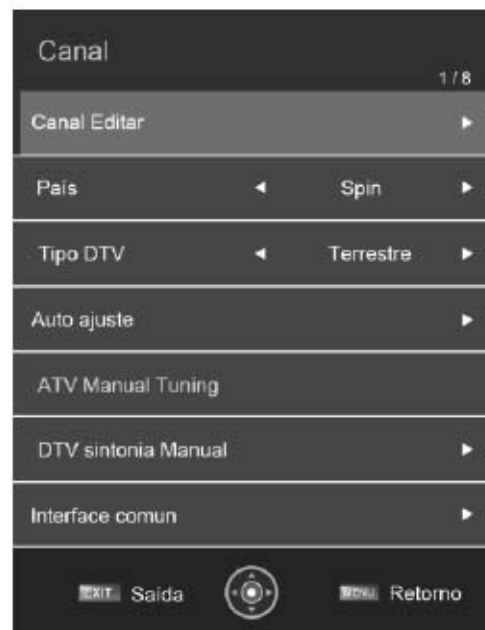 Canal
1 / 8
Canal Editar
Pais ◄ Spin ►
Tipo DTV ◄ Terrestre ►
Auto ajuste
ATV Manual Tuning
DTV sintonia Manual
Interface comun
EXIT Saida MENU Retorno